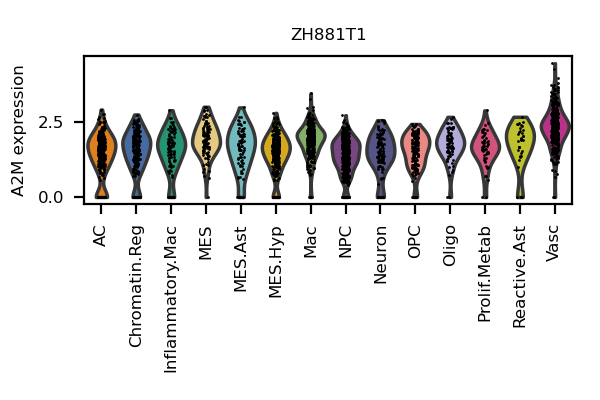 ZH881T1
A2M expression
2.5
0.0
AC
Chromatin.Reg
Inflammatory.Mac
MES
MES.Ast
MES.Hyp
Mac
NPC
Neuron
OPC
Oligo
Prolif.Metab
Reactive.Ast
Vasc